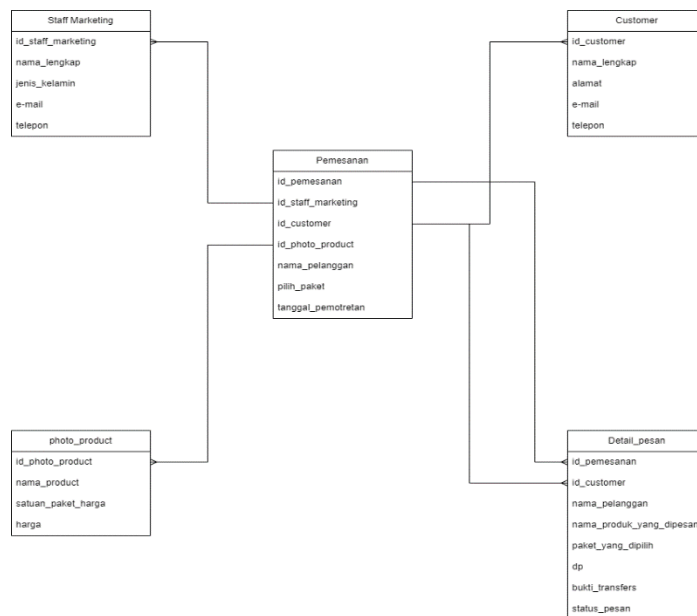 Staff Marketing
id_staff_marketing
nama_lengkap
jenis_kelamin
e-mail
telepon
Customer
id_customer
nama_lengkap
alamat
e-mail
telepon
Pemesanan
id_pemesanan
id_staff_marketing
id_customer
id_photo_product
nama_pelanggan
pilih_paket
tanggal_pemotretan
photo_product
id_photo_product
nama_product
satuan_paket_harga
harga
Detail_pesan
id_pemesanan
id_customer
nama_pelanggan
nama_produk_yang_dipesan
paket_yang_dipilih
dp
bukti_transfers
status_pesan